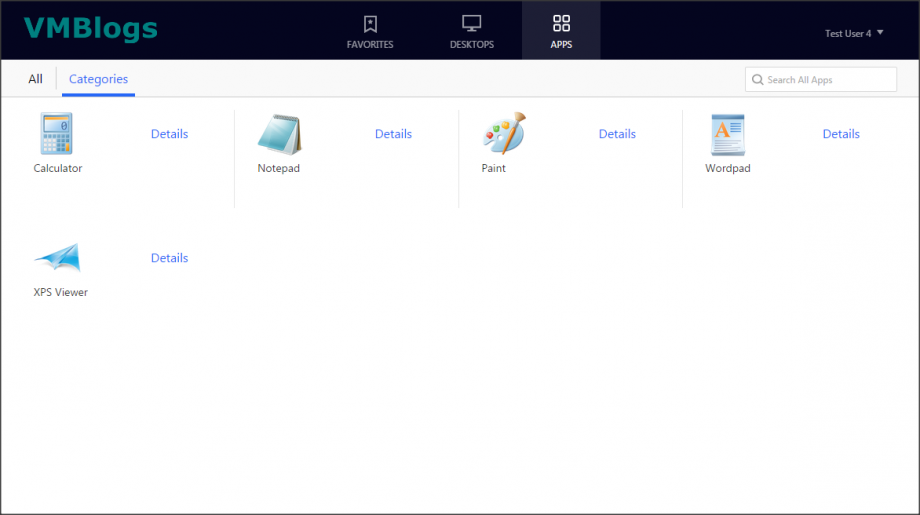 VMBlogs
FAVORITES
DESKTOPS
APPS
Test User 4
All
Categories
Search All Apps
Details
Calculator
Details
Notepad
Details
Paint
Details
Wordpad
Details
XPS Viewer